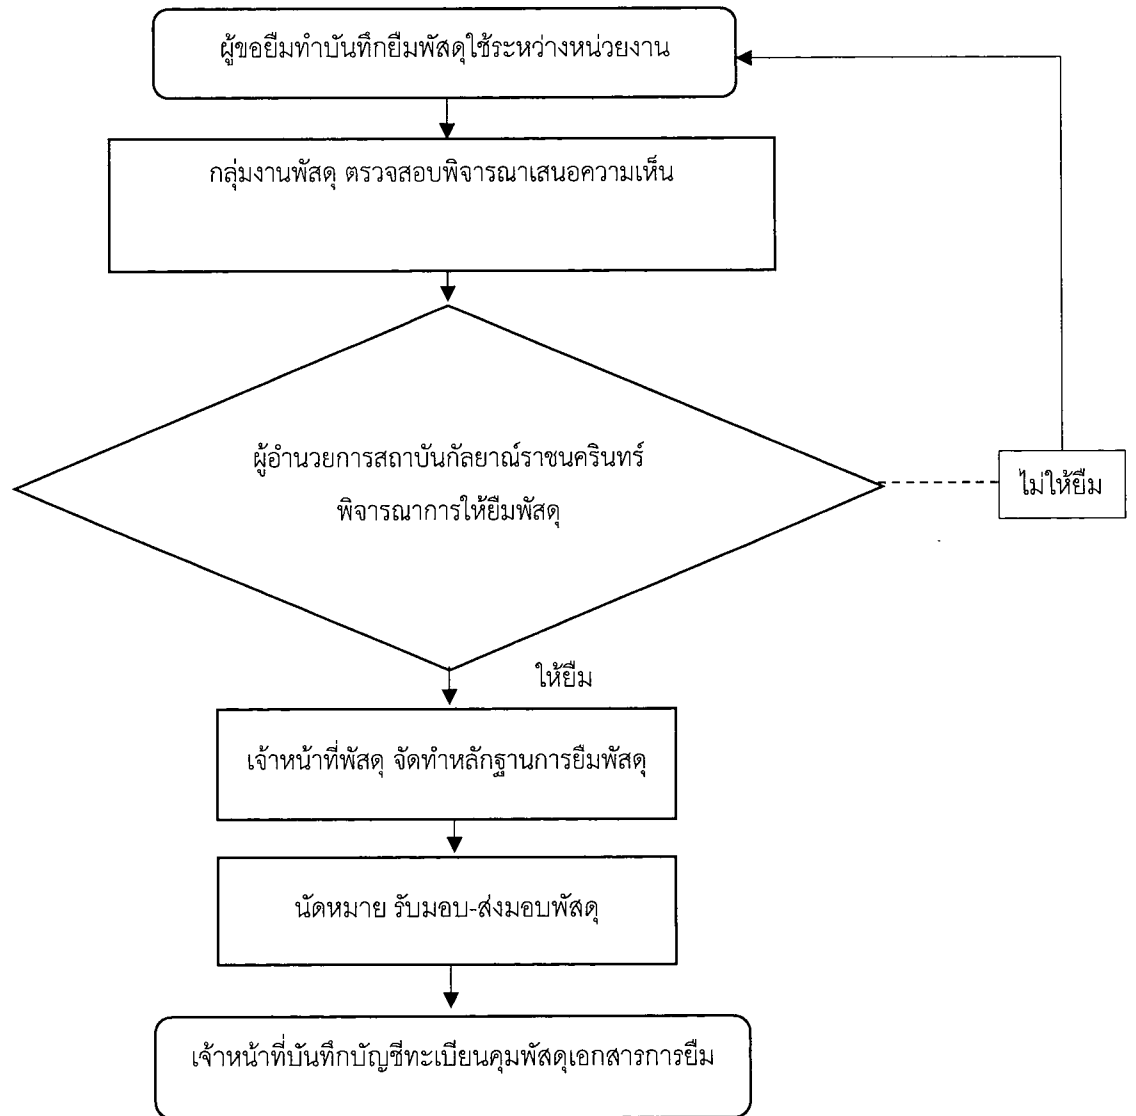 ผู้ขอยืมทำบันทึกยืมพัสดุใช้ระหว่างหน่วยงาน
กลุ่มงานพัสดุ ตรวจสอบพิจารณาเสนอความเห็น
ผู้อำนวยการสถาบันกัลยาณ์ราชนครินทร์
พิจารณาการให้ยืมพัสดุ
ไม่ให้ยืม
ให้ยืม
เจ้าหน้าที่พัสดุ จัดทำหลักฐานการยืมพัสดุ
นัดหมาย รับมอบ-ส่งมอบพัสดุ
เจ้าหน้าที่บันทึกบัญชีทะเบียนคุมพัสดุเอกสารการยืม